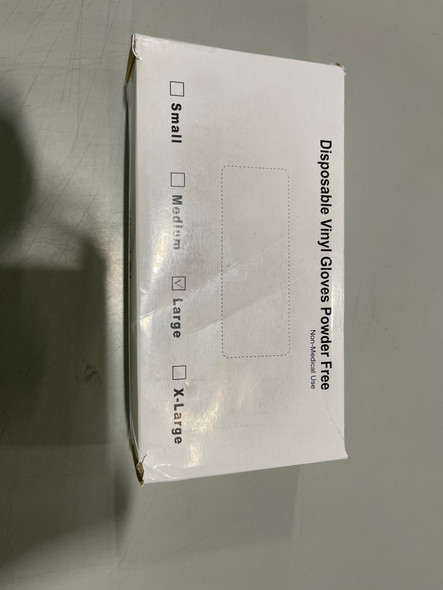 Disposable Vinyl Gloves Powder Free
Non-Medical Use
Small Medium Large X-Large